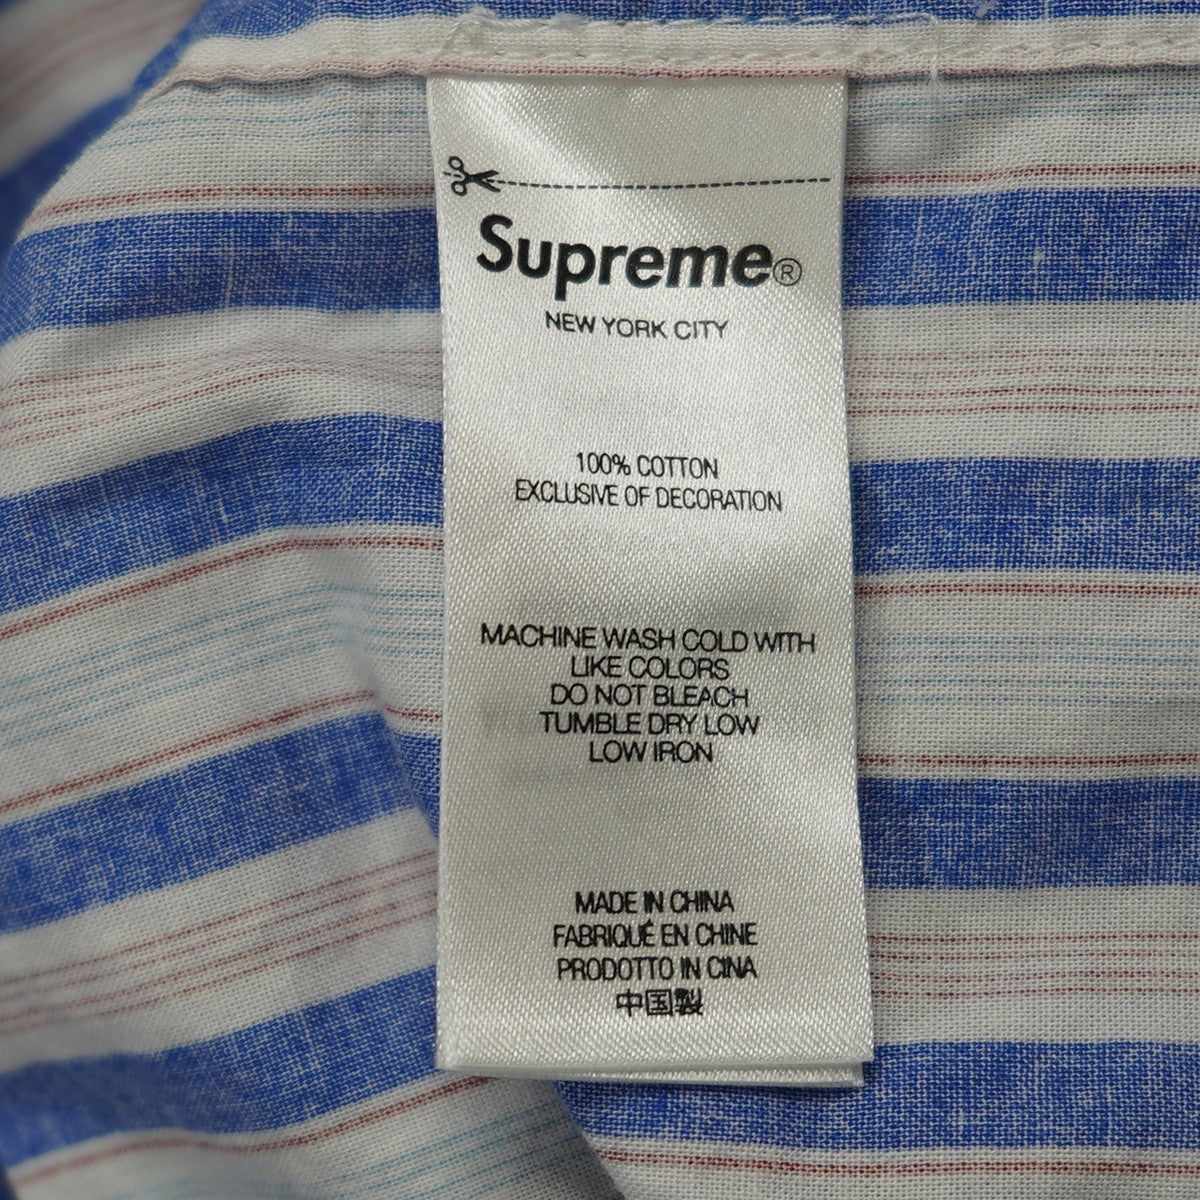 Supreme®
NEW YORK CITY
100% COTTON
EXCLUSIVE OF DECORATION
MACHINE WASH COLD WITH
LIKE COLORS
DO NOT BLEACH
TUMBLE DRY LOW
LOW IRON
MADE IN CHINA
FABRIQUÉ EN CHINE
PRODOTTO IN CINA
中国製